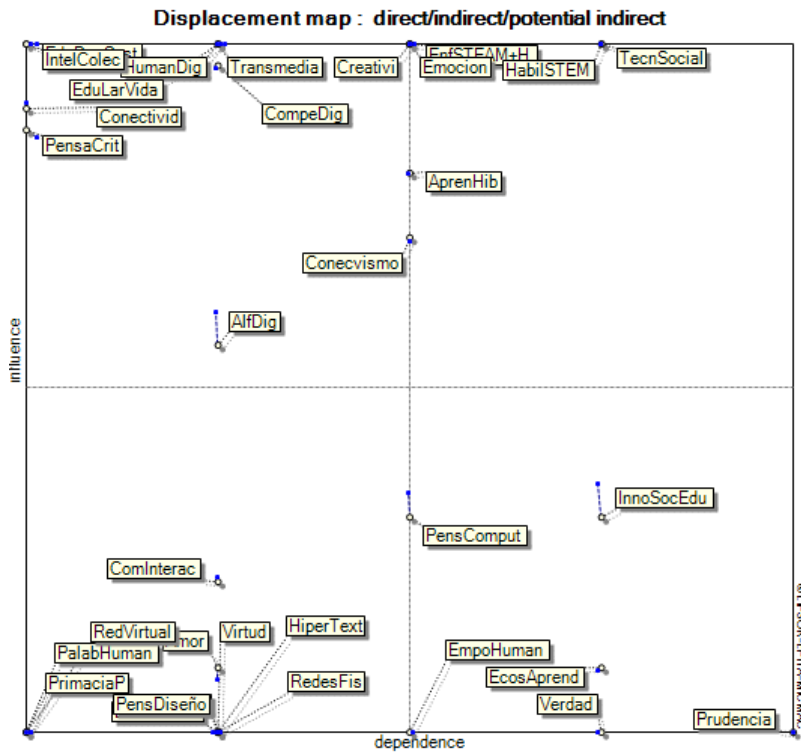 Displacement map : direct/indirect/potential indirect
IntelColec
HumanDig
Transmedia
Creativi
EnfSTEAM+H
Emocion
HabilSTEM
TecnSocial
EduLarVida
CompeDig
Conectivid
PensaCrit
AprenHib
Conecvismo
AlfDig
influence
InnoSocEdu
PensComput
ComInterac
RedVirtual
Virtud
HiperText
PalabHuman
EmpoHuman
PrimaciaP
RedesFis
EcosAprend
PensDiseño
Verdad
Prudencia
dependence